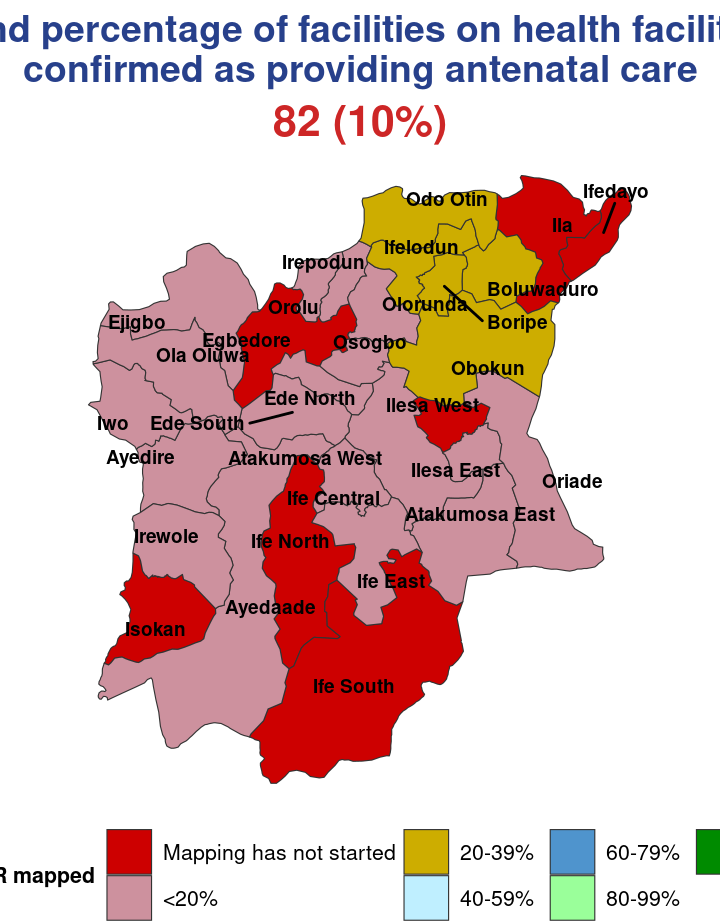 percentage of facilities on health
confirmed as providing antenatal care
82 (10%)
Ifedayo
Odo Otin
Ila
Ifelodun
Irepodun
Boluwaduro
Orolu
Olorunda
Ejigbo
Boripe
Egbedore
Osogbo
Ola Oluwa
Obokun
Ede North
Ilesa West
Iwo
Ede South
Ayedire
Atakumosa West
Ilesa East
Oriade
Ife Central
Atakumosa East
Irewole
Ife North
Ife East
Ayedaade
Isokan
Ife South
Mapping has not started
20-39%
60-79%
mapped
<20%
40-59%
80-99%